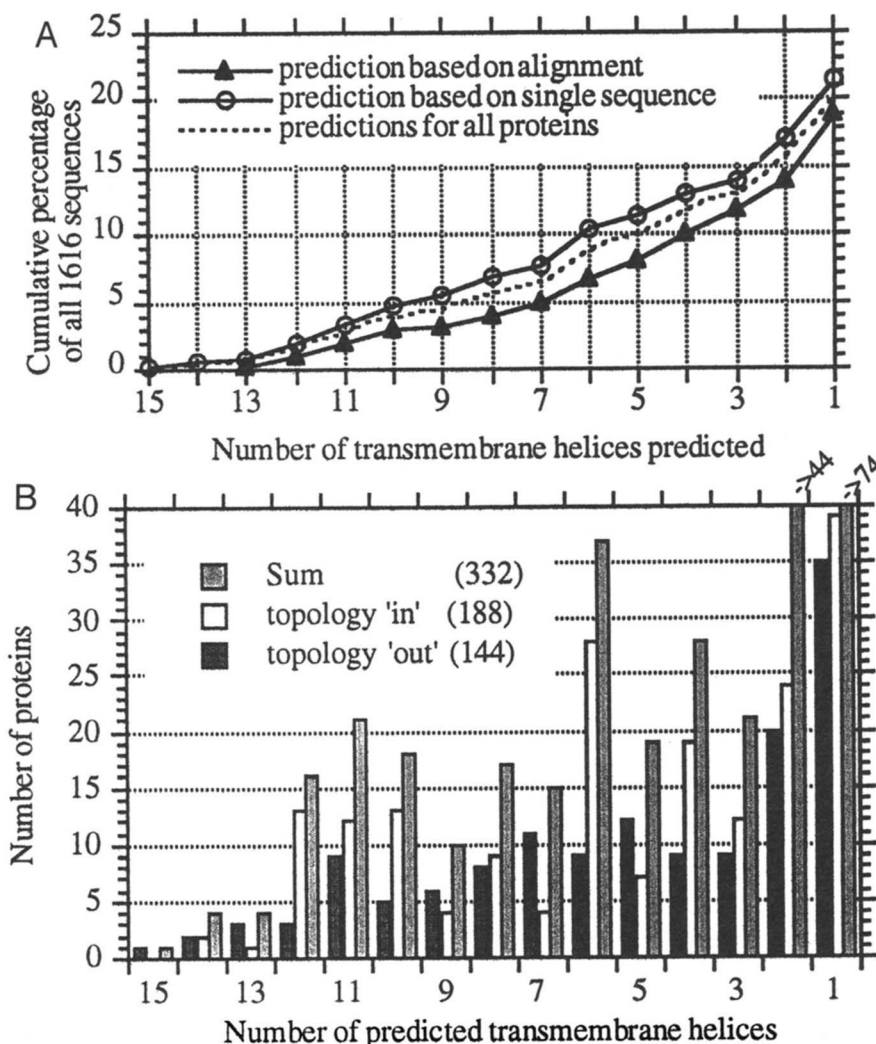 A
25
20
15
10
5
0
Cumulative percentage
of all 1616 sequences
prediction based on alignment
prediction based on single sequence
predictions for all proteins
15 13 11 9 7 5 3 1
Number of transmembrane helices predicted
B
->44
->74
40
35
30
25
20
15
10
5
0
Number of proteins
Sum (332)
topology 'in' (188)
topology 'out' (144)
15 13 11 9 7 5 3 1
Number of predicted transmembrane helices